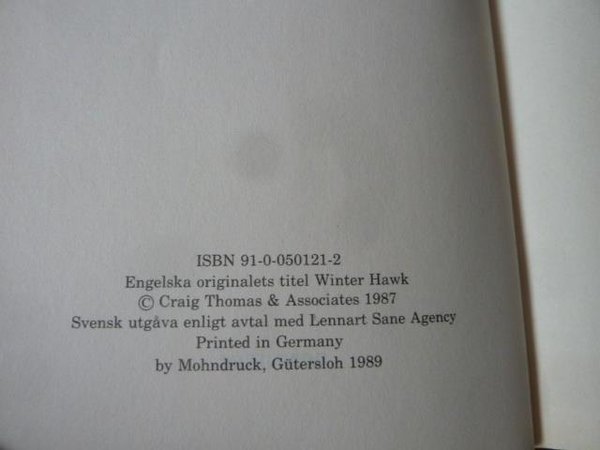 ISBN 91-0-050121-2
Engelska originalets titel Winter Hawk
© Craig Thomas & Associates 1987
Svensk utgåva enligt avtal med Lennart Sane Agency
Printed in Germany
by Mohndruck, Gütersloh 1989